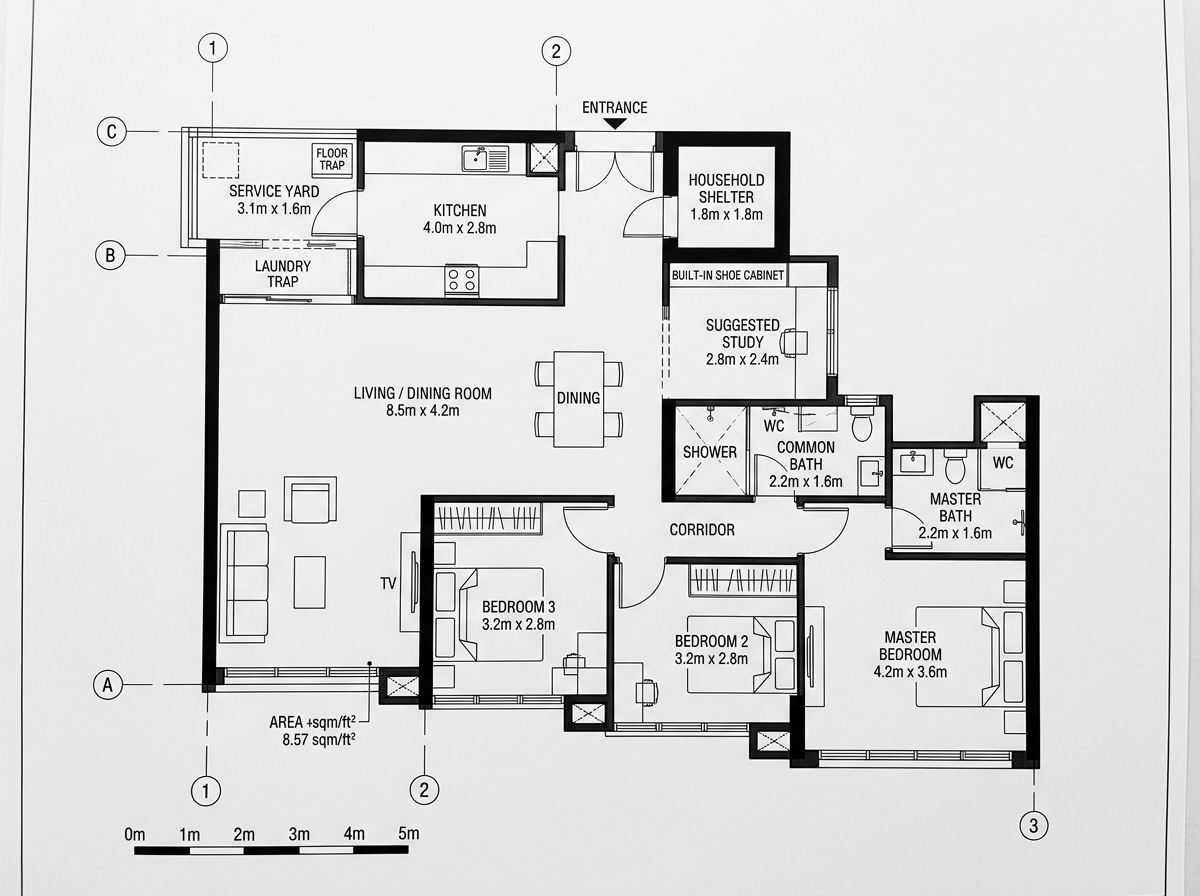 1
2
ENTRANCE
C
FLOOR
TRAP
SERVICE YARD
3.1m x 1.6m
KITCHEN
4.0m x 2.8m
HOUSEHOLD
SHELTER
1.8m x 1.8m
B
LAUNDRY
TRAP
BUILT-IN SHOE CABINET
SUGGESTED
STUDY
2.8m x 2.4m
LIVING / DINING ROOM
8.5m x 4.2m
DINING
SHOWER
WC
COMMON
BATH
2.2m x 1.6m
WC
MASTER
BATH
2.2m x 1.6m
CORRIDOR
TV
BEDROOM 3
3.2m x 2.8m
BEDROOM 2
3.2m x 2.8m
MASTER
BEDROOM
4.2m x 3.6m
A
AREA +sqm/ft²
8.57 sqm/ft²
1
2
3
0m 1m 2m 3m 4m 5m